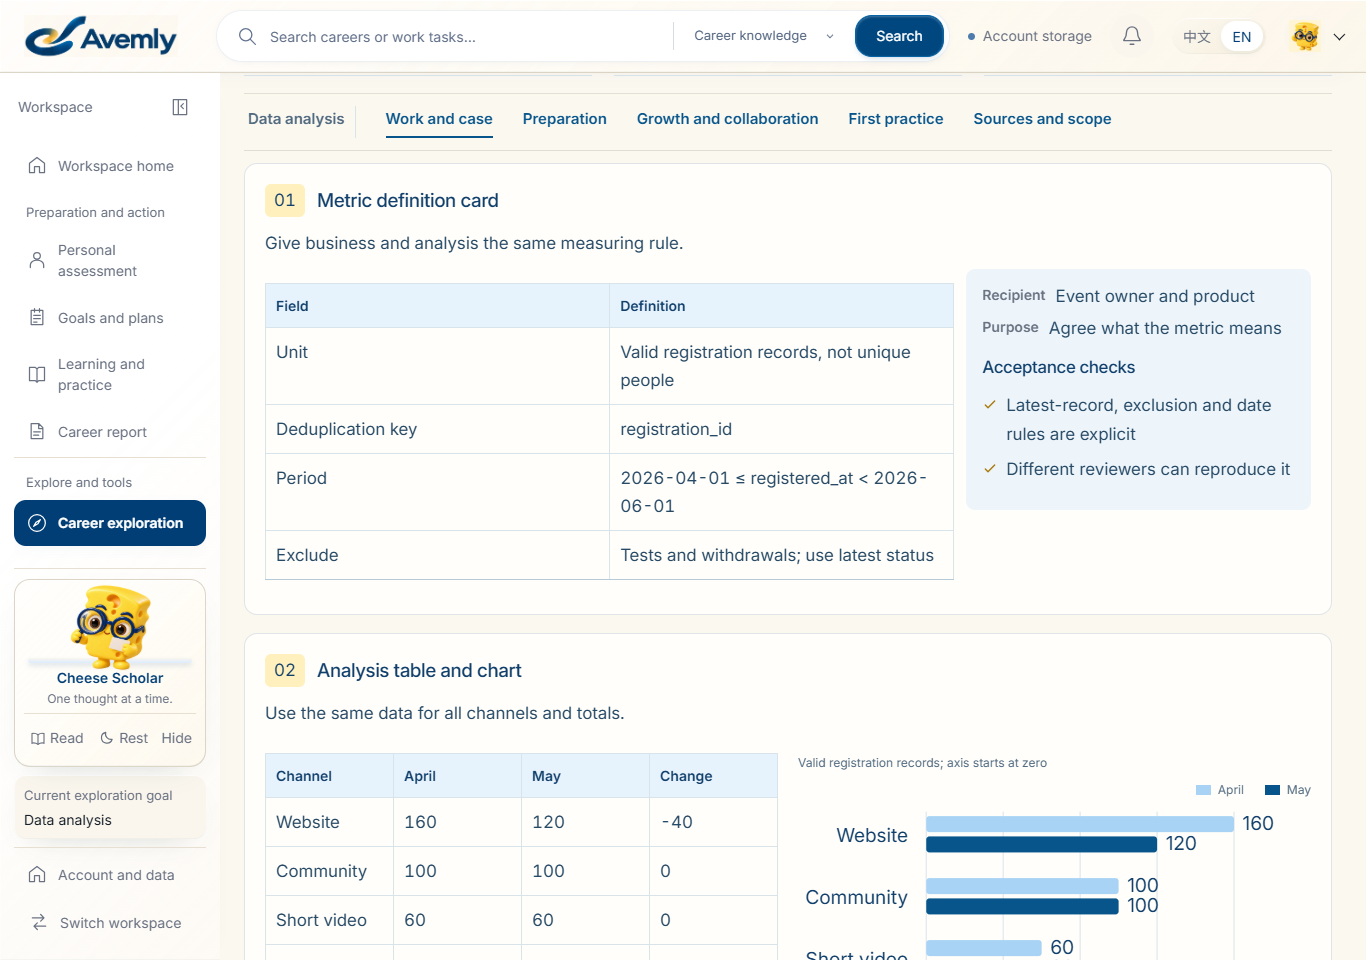 Avemly
Search careers or work tasks...
Career knowledge
Search
Account storage
中文
EN
Workspace
Workspace home
Preparation and action
Personal
assessment
Goals and plans
Learning and
practice
Career report
Explore and tools
Career exploration
Cheese Scholar
One thought at a time.
Read
Rest
Hide
Current exploration goal
Data analysis
Account and data
Switch workspace
Data analysis
Work and case
Preparation
Growth and collaboration
First practice
Sources and scope
01 Metric definition card
Give business and analysis the same measuring rule.
Field Definition
Unit Valid registration records, not unique
people
Deduplication key registration_id
Period 2026-04-01 ≤ registered_at < 2026-
06-01
Exclude Tests and withdrawals; use latest status
Recipient Event owner and product
Purpose Agree what the metric means
Acceptance checks
Latest-record, exclusion and date
rules are explicit
Different reviewers can reproduce it
02 Analysis table and chart
Use the same data for all channels and totals.
Channel April May Change
Website 160 120 -40
Community 100 100 0
Short video 60 60 0
Valid registration records; axis starts at zero
April May
Website 160
120
Community 100
100
Short video 60